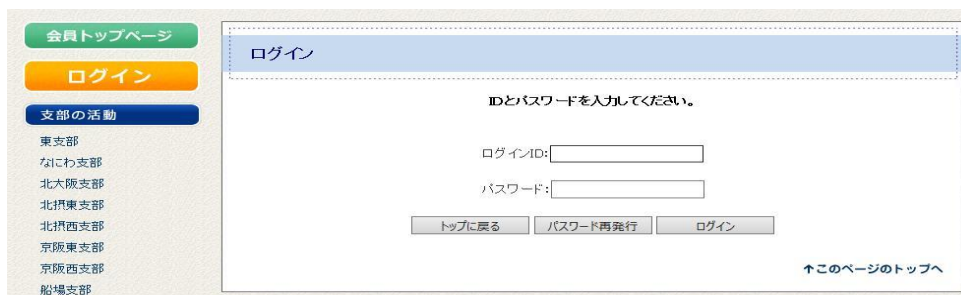 会員トップページ
ログイン
支部の活動
東支部
なにわ支部
北大阪支部
北摂東支部
北摂西支部
京阪東支部
京阪西支部
船場支部
ログイン
IDとパスワードを入力してください。
ログインID:
パスワード:
トップに戻る パスワード再発行 ログイン
↑このページのトップへ